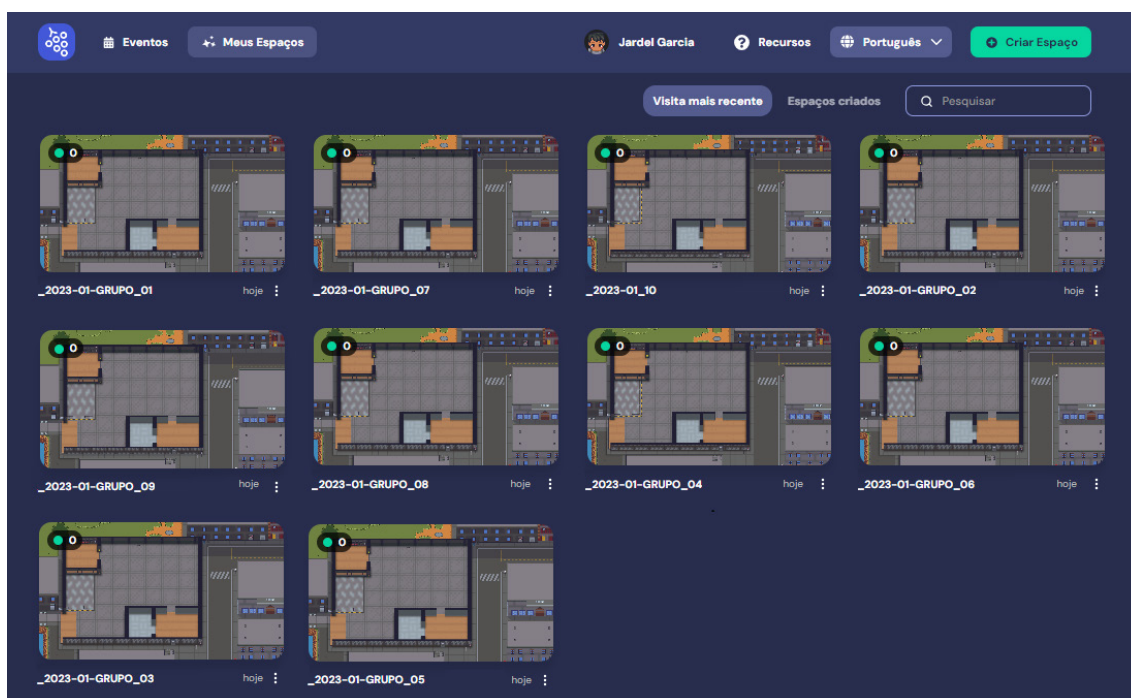 Eventos Meus Espaços Jardel Garcia Recursos Português Criar Espaço
Visita mais recente Espaços criados Pesquisar
0 0 0 0
_2023-01-GRUPO_01 hoje _2023-01-GRUPO_07 hoje _2023-01_10 hoje _2023-01-GRUPO_02 hoje
0 0 0 0
_2023-01-GRUPO_09 hoje _2023-01-GRUPO_08 hoje _2023-01-GRUPO_04 hoje _2023-01-GRUPO_06 hoje
0 0
_2023-01-GRUPO_03 hoje _2023-01-GRUPO_05 hoje